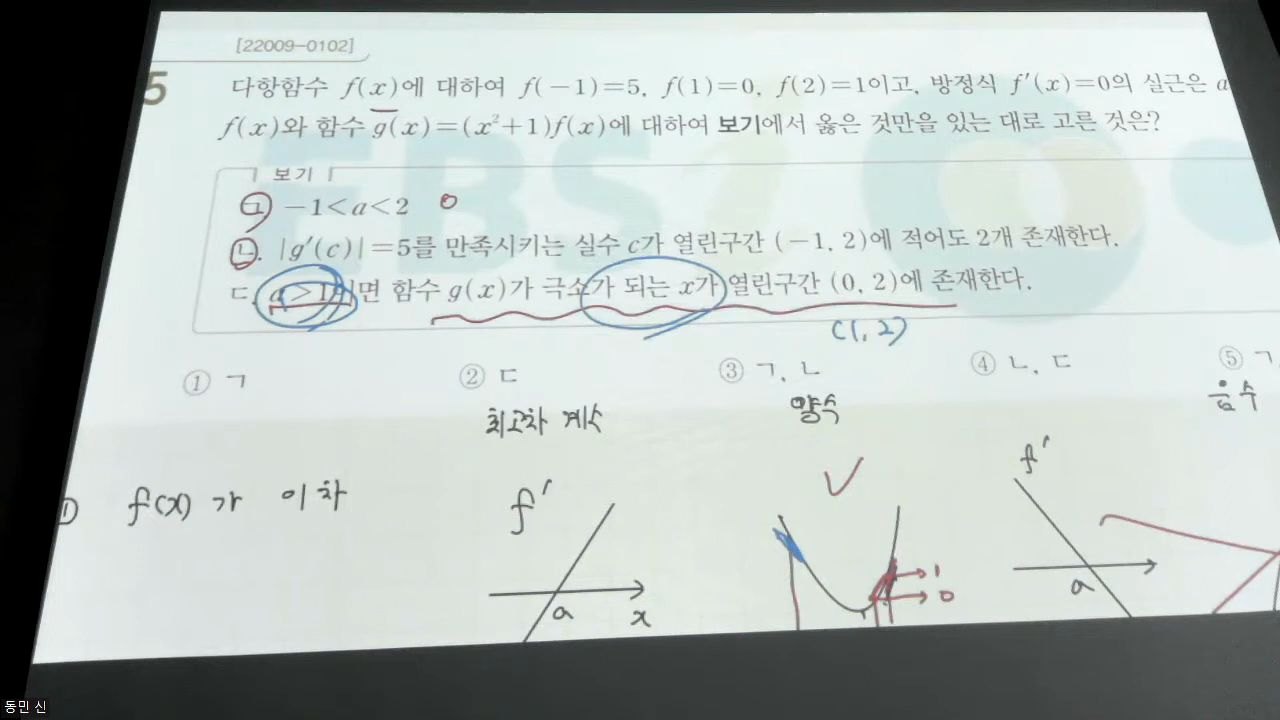 [22009-0102]
5
다항함수 f(x)에 대하여 f(-1)=5, f(1)=0, f(2)=1이고, 방정식 f'(x)=0의 실근은 a
f(x)와 함수 g(x)=(x²+1)f(x)에 대하여 보기에서 옳은 것만을 있는 대로 고른 것은?
보기
ㄱ. -1<a<2 o
ㄴ. |g'(c)|=5를 만족시키는 실수 c가 열린구간 (-1, 2)에 적어도 2개 존재한다.
ㄷ. a>1이면 함수 g(x)가 극소가 되는 x가 열린구간 (0, 2)에 존재한다.
(1, 2)
① ㄱ ② ㄷ ③ ㄱ, ㄴ ④ ㄴ, ㄷ ⑤ ㄱ,
최고차 계수 양수 음수
① f(x)가 이차 f' f'
a x 1 0 a
EBSi
동민 신